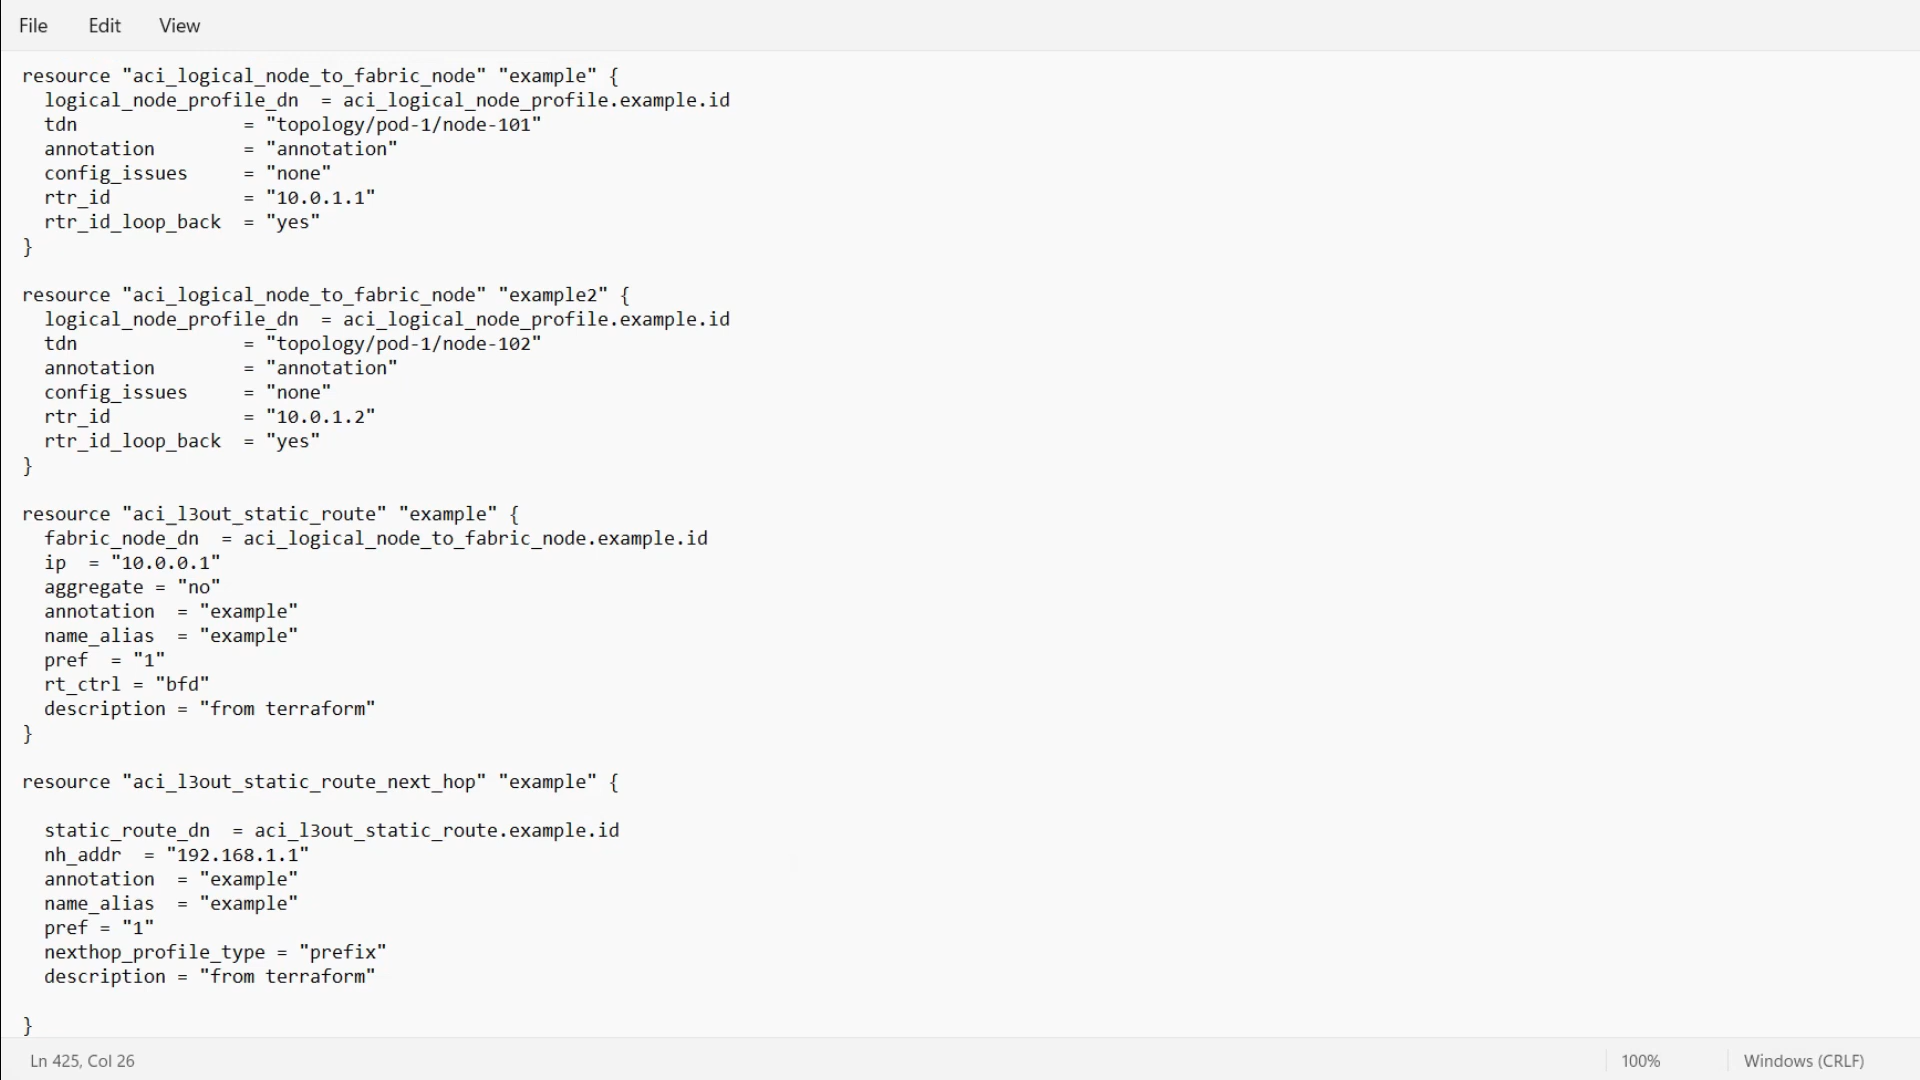 File Edit View
resource "aci_logical_node_to_fabric_node" "example" {
  logical_node_profile_dn  = aci_logical_node_profile.example.id
  tdn               = "topology/pod-1/node-101"
  annotation        = "annotation"
  config_issues     = "none"
  rtr_id            = "10.0.1.1"
  rtr_id_loop_back  = "yes"
}
resource "aci_logical_node_to_fabric_node" "example2" {
  logical_node_profile_dn  = aci_logical_node_profile.example.id
  tdn               = "topology/pod-1/node-102"
  annotation        = "annotation"
  config_issues     = "none"
  rtr_id            = "10.0.1.2"
  rtr_id_loop_back  = "yes"
}
resource "aci_l3out_static_route" "example" {
  fabric_node_dn  = aci_logical_node_to_fabric_node.example.id
  ip  = "10.0.0.1"
  aggregate = "no"
  annotation  = "example"
  name_alias  = "example"
  pref  = "1"
  rt_ctrl = "bfd"
  description = "from terraform"
}
resource "aci_l3out_static_route_next_hop" "example" {
  static_route_dn  = aci_l3out_static_route.example.id
  nh_addr  = "192.168.1.1"
  annotation  = "example"
  name_alias  = "example"
  pref = "1"
  nexthop_profile_type = "prefix"
  description = "from terraform"
}
Ln 425, Col 26 100% Windows (CRLF)